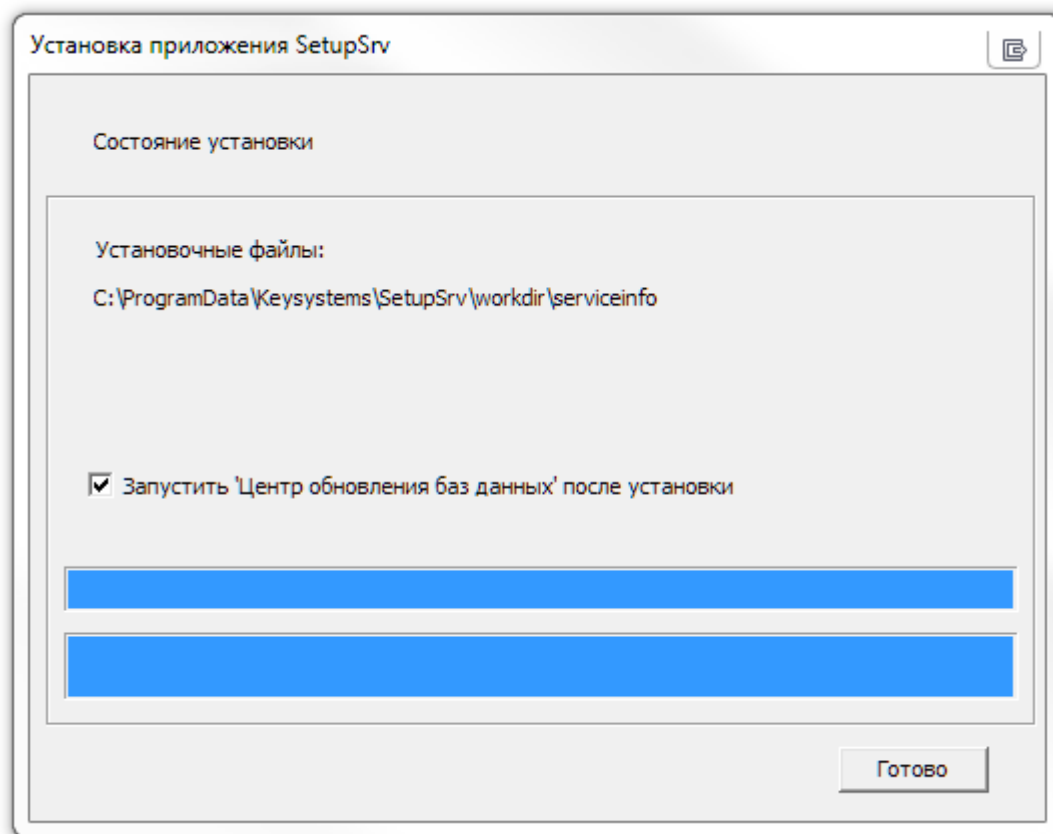 Установка приложения SetupSrv
Состояние установки
Установочные файлы:
C:\ProgramData\Keysystems\SetupSrv\workdir\serviceinfo
Запустить 'Центр обновления баз данных' после установки
Готово